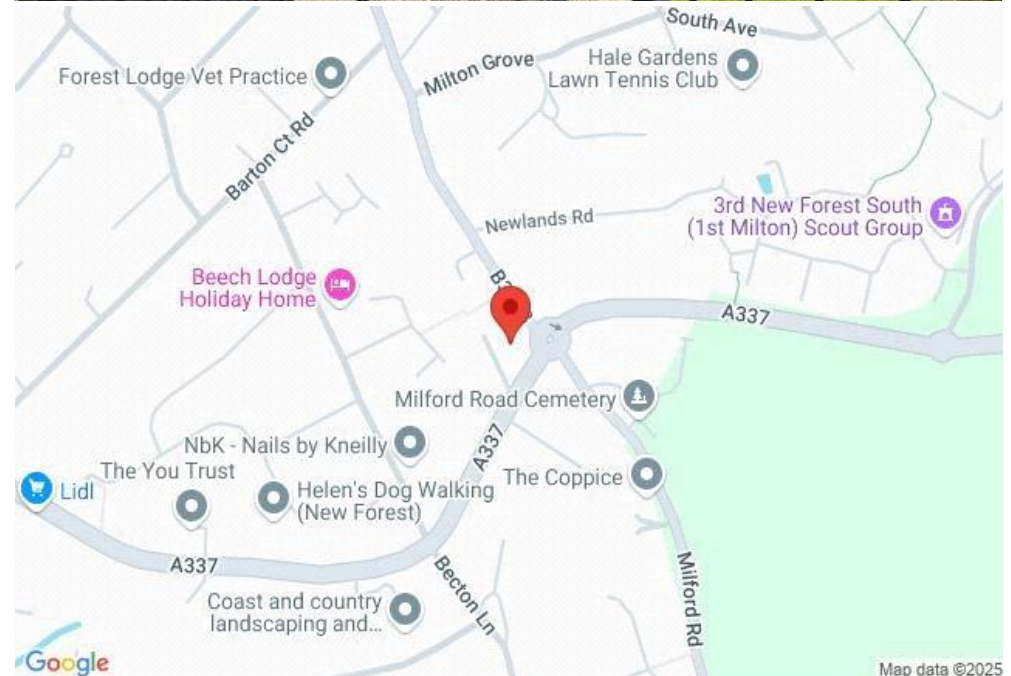 South Ave
Milton Grove
Hale Gardens
Lawn Tennis Club
Forest Lodge Vet Practice
Barton Ct Rd
Newlands Rd
3rd New Forest South
(1st Milton) Scout Group
Beech Lodge
Holiday Home
A337
Milford Road Cemetery
A337
NbK - Nails by Kneilly
The You Trust
The Coppice
Lidl
Helen's Dog Walking
(New Forest)
A337
Becton Ln
Milford Rd
Coast and country
landscaping and...
Google
Map data ©2025